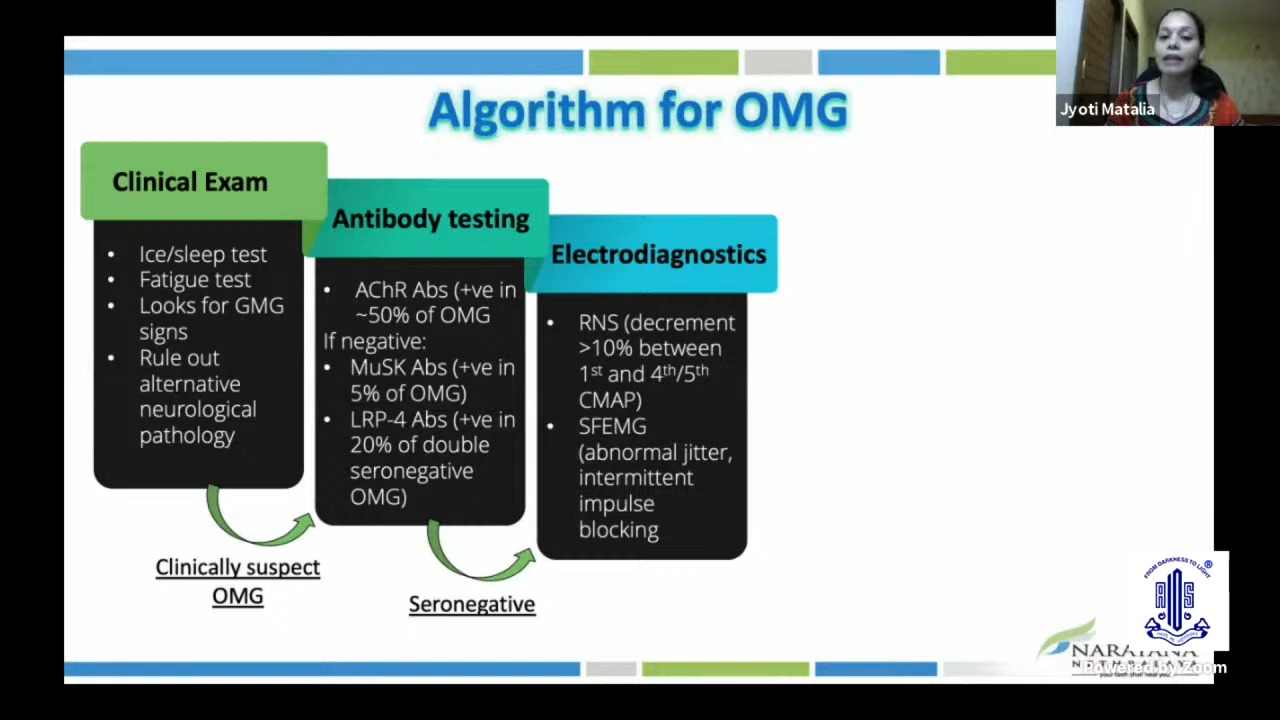 Algorithm for OMG
Jyoti Matalia
Clinical Exam
• Ice/sleep test
• Fatigue test
• Looks for GMG
signs
• Rule out
alternative
neurological
pathology
Clinically suspect
OMG
Antibody testing
• AChR Abs (+ve in
~50% of OMG
If negative:
• MuSK Abs (+ve in
5% of OMG)
• LRP-4 Abs (+ve in
20% of double
seronegative
OMG)
Seronegative
Electrodiagnostics
• RNS (decrement
>10% between
1st and 4th/5th
CMAP)
• SFEMG
(abnormal jitter,
intermittent
impulse
blocking
FROM DARKNESS TO LIGHT
®
NARAYANA
Powered by Zoom